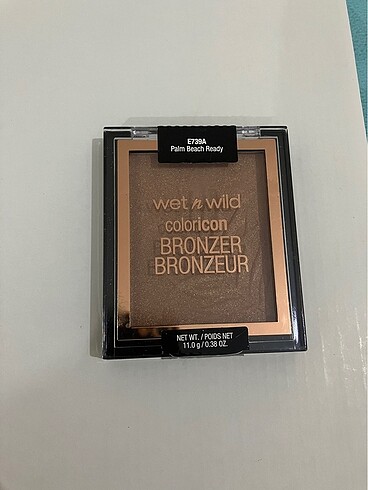 E739A
Palm Beach Ready
wet n wild
coloricon
BRONZER
BRONZEUR
NET WT. / POIDS NET
11.0 g / 0.38 OZ.